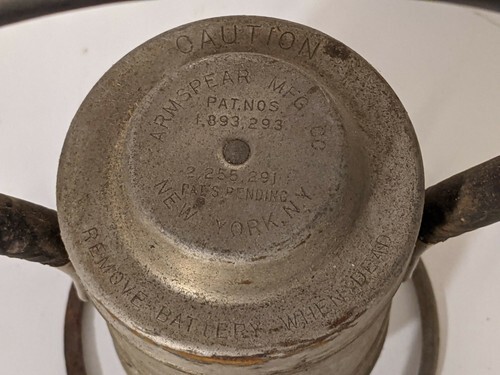 CAUTION
ARMSPEAR MFG. CO
PAT. NOS
1,893,293
2,255,291
PATS. PENDING
NEW YORK, N.Y.
REMOVE BATTERY WHEN DEAD